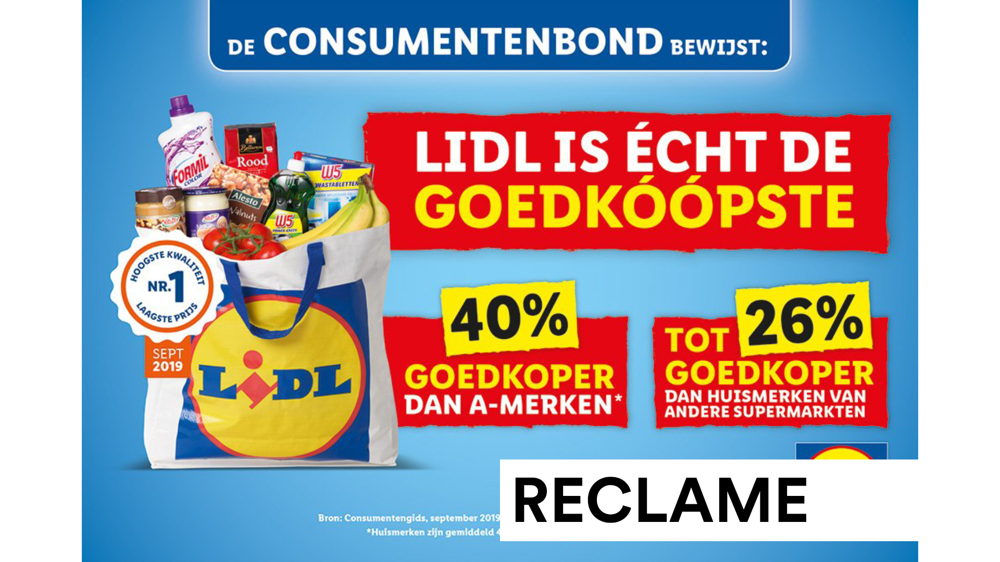 DE CONSUMENTENBOND BEWIJST:
LIDL IS ÉCHT DE
GOEDKÓÓPSTE
40%
GOEDKOPER
DAN A-MERKEN*
TOT 26%
GOEDKOPER
DAN HUISMERKEN VAN
ANDERE SUPERMARKTEN
FORMIL
COLOR
Bellarom
Rood
W5
WASTABLETTEN
Alesto
Walnuts
W5
POWER GREEN
HOOGSTE KWALITEIT
NR.1
LAAGSTE PRIJS
SEPT
2019
LIDL
RECLAME
Bron: Consumentengids, september 2019
*Huismerken zijn gemiddeld 4